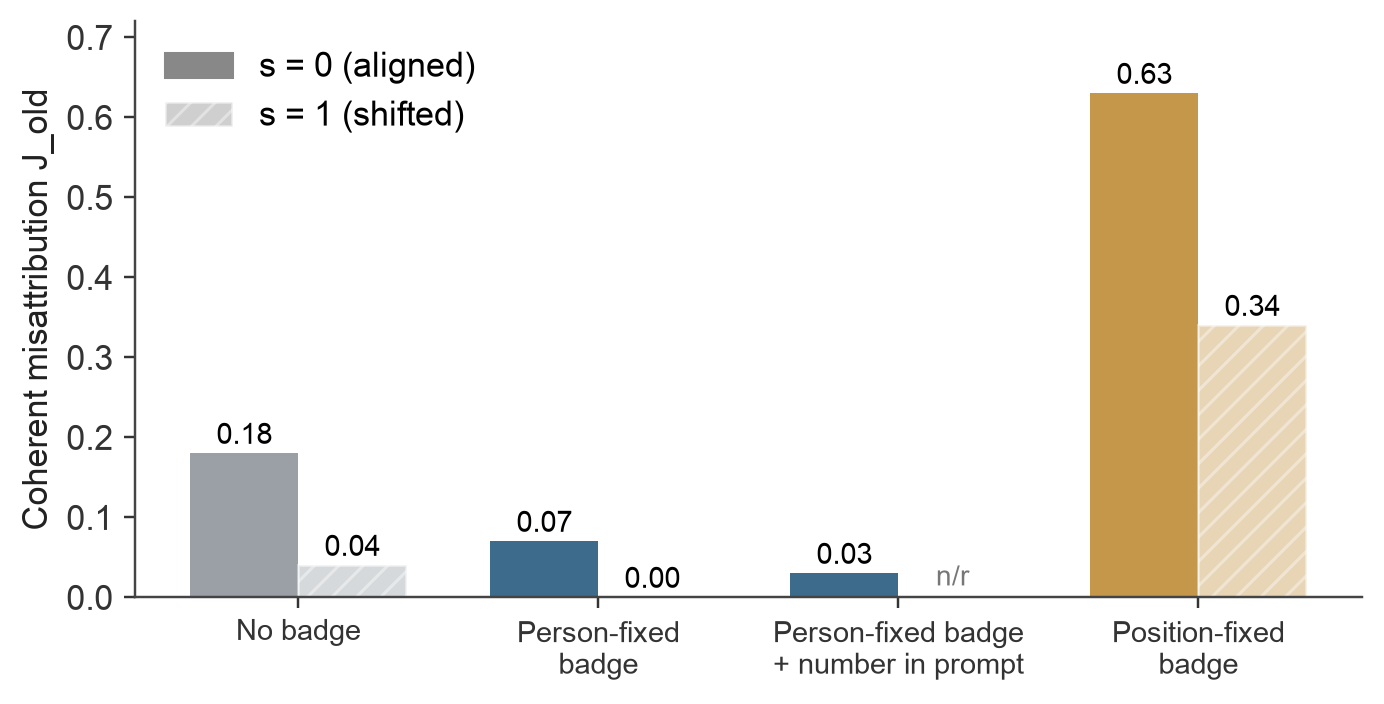 Coherent misattribution J_old
0.7
0.6
0.5
0.4
0.3
0.2
0.1
0.0
s = 0 (aligned)
s = 1 (shifted)
0.18
0.04
0.07
0.00
0.03
n/r
0.63
0.34
No badge
Person-fixed
badge
Person-fixed badge
+ number in prompt
Position-fixed
badge